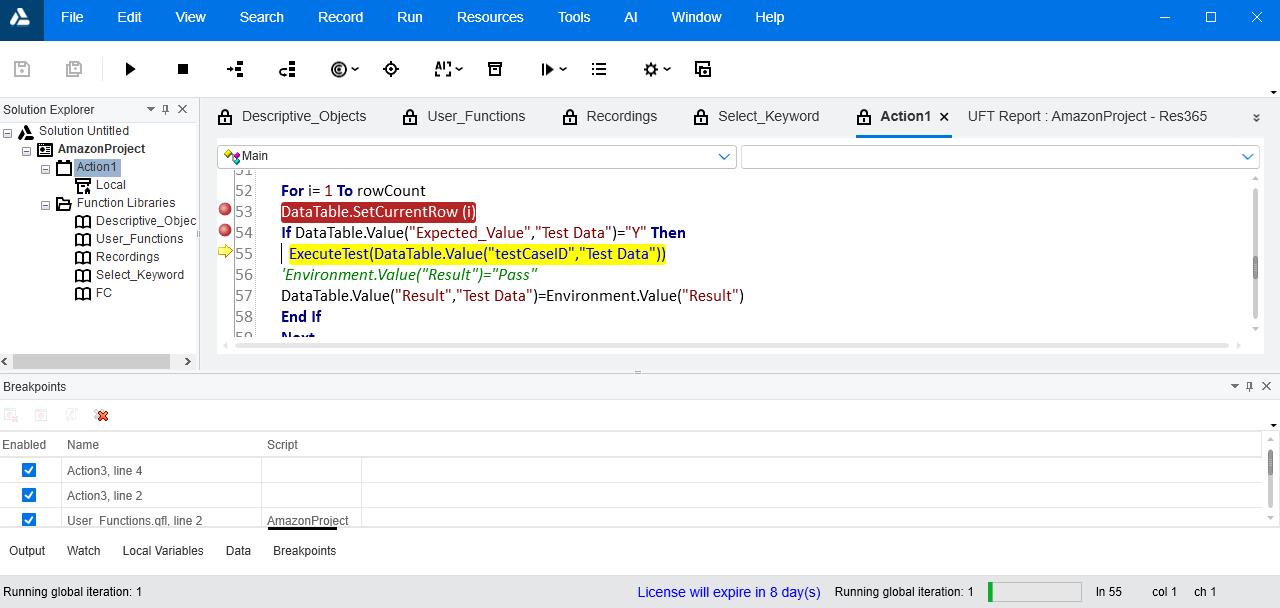 File Edit View Search Record Run Resources Tools AI Window Help
Solution Explorer
Solution Untitled
AmazonProject
Action1
Local
Function Libraries
Descriptive_Objec
User_Functions
Recordings
Select_Keyword
FC
Descriptive_Objects User_Functions Recordings Select_Keyword Action1 UFT Report : AmazonProject - Res365
Main
51
52 For i= 1 To rowCount
53 DataTable.SetCurrentRow (i)
54 If DataTable.Value("Expected_Value","Test Data")="Y" Then
55 ExecuteTest(DataTable.Value("testCaseID","Test Data"))
56 'Environment.Value("Result")="Pass"
57 DataTable.Value("Result","Test Data")=Environment.Value("Result")
58 End If
59 Next
Breakpoints
Enabled Name Script
Action3, line 4
Action3, line 2
User_Functions.qfl, line 2 AmazonProject
Output Watch Local Variables Data Breakpoints
Running global iteration: 1 License will expire in 8 day(s) Running global iteration: 1 ln 55 col 1 ch 1